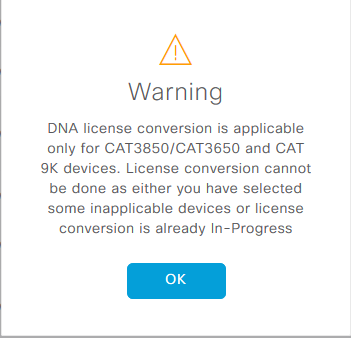 Warning
DNA license conversion is applicable
only for CAT3850/CAT3650 and CAT
9K devices. License conversion cannot
be done as either you have selected
some inapplicable devices or license
conversion is already In-Progress
OK